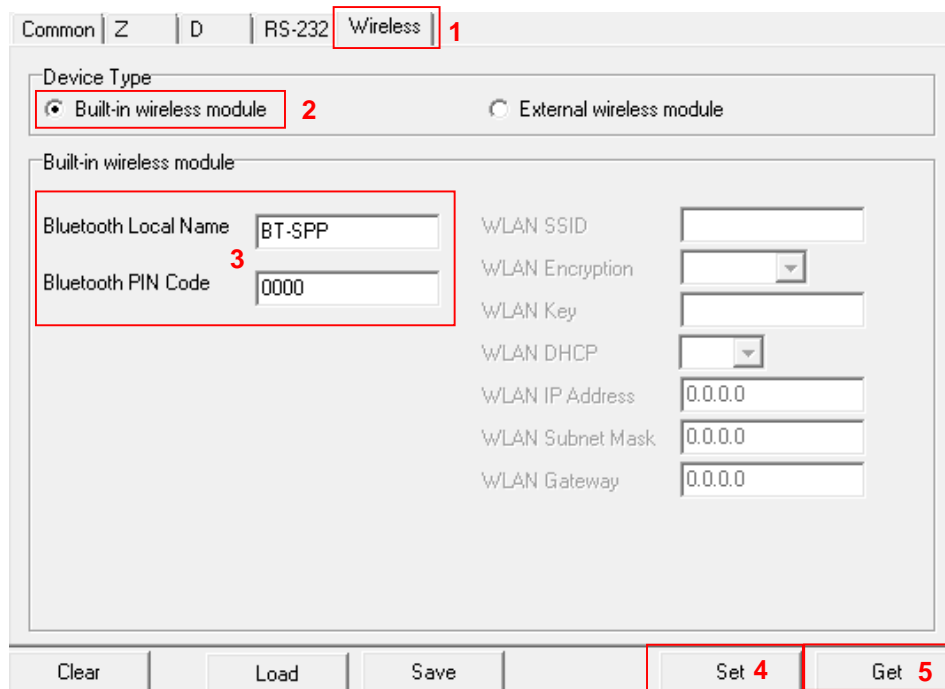 Common Z D RS-232 Wireless 1
Device Type
Built-in wireless module 2 External wireless module
Built-in wireless module
Bluetooth Local Name BT-SPP WLAN SSID
3
WLAN Encryption
Bluetooth PIN Code 0000
WLAN Key
WLAN DHCP
WLAN IP Address 0.0.0.0
WLAN Subnet Mask 0.0.0.0
WLAN Gateway 0.0.0.0
Clear Load Save Set 4 Get 5